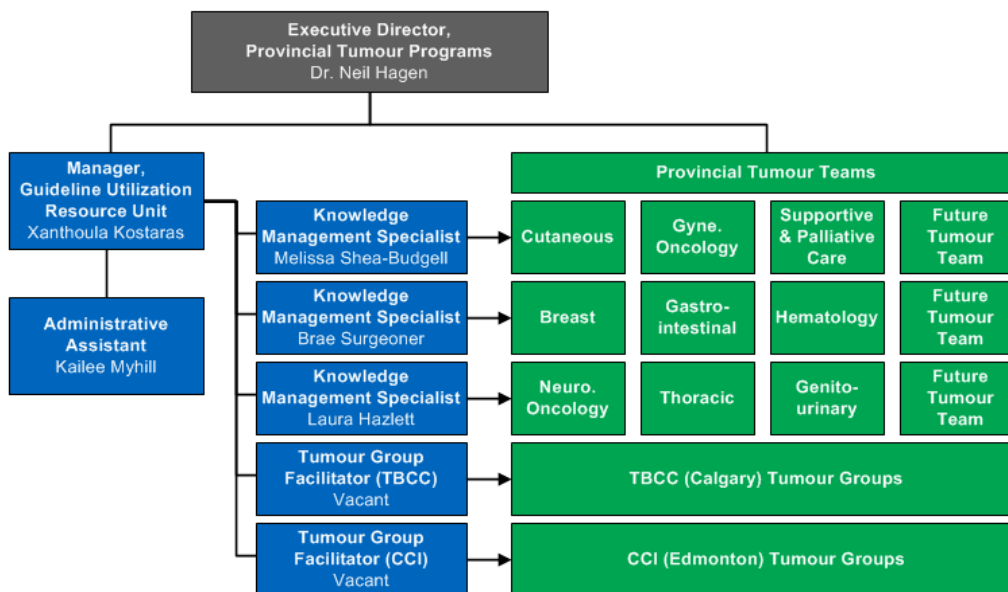 Executive Director,
Provincial Tumour Programs
Dr. Neil Hagen
Manager,
Guideline Utilization
Resource Unit
Xanthoula Kostaras
Administrative
Assistant
Kailee Myhill
Provincial Tumour Teams
Knowledge
Management Specialist
Melissa Shea-Budgell
Cutaneous
Gyne.
Oncology
Supportive
& Palliative
Care
Future
Tumour
Team
Knowledge
Management Specialist
Brae Surgeoner
Breast
Gastro-
intestinal
Hematology
Future
Tumour
Team
Knowledge
Management Specialist
Laura Hazlett
Neuro.
Oncology
Thoracic
Genito-
urinary
Future
Tumour
Team
Tumour Group
Facilitator (TBCC)
Vacant
TBCC (Calgary) Tumour Groups
Tumour Group
Facilitator (CCI)
Vacant
CCI (Edmonton) Tumour Groups